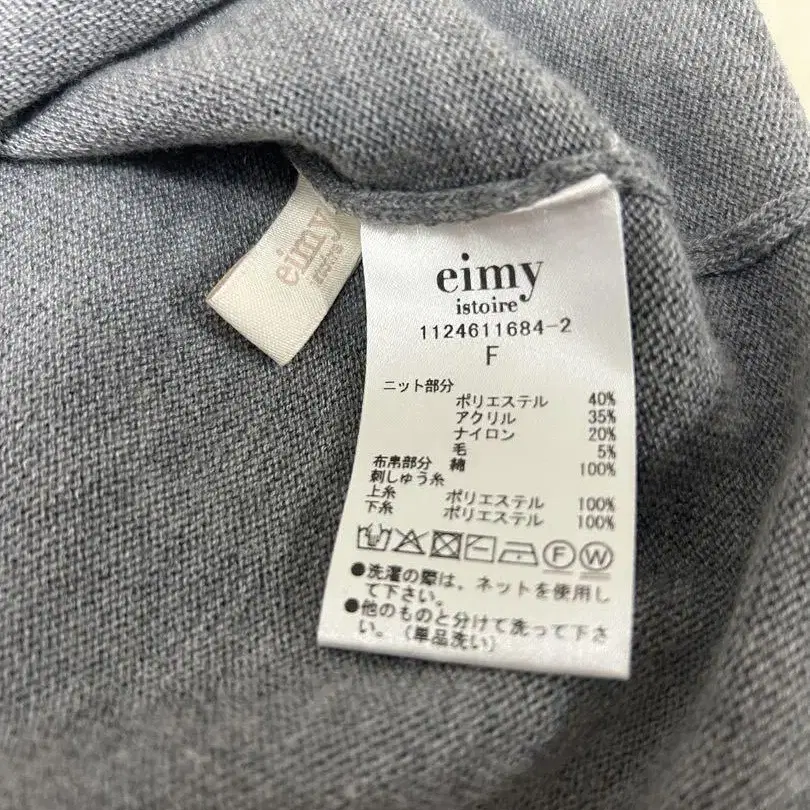 eimy
istoire
eimy
istoire
1124611684-2
F
ニット部分
ポリエステル 40%
アクリル 35%
ナイロン 20%
毛 5%
布帛部分 綿 100%
刺しゅう糸
上糸 ポリエステル 100%
下糸 ポリエステル 100%
F W
●洗濯の際は、ネットを使用し
て下さい。
●他のものと分けて洗って下さ
い。(単品洗い)